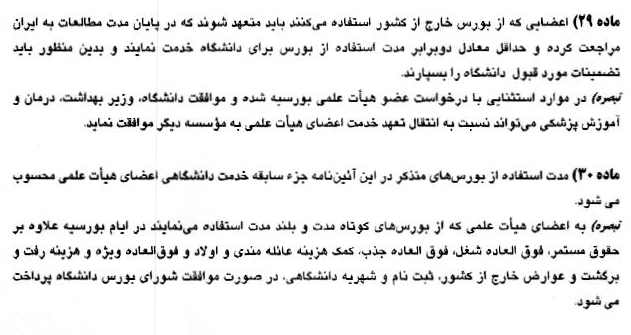 ماده ۲۹) اعضایی که از بورس خارج از کشور استفاده می‌کنند باید متعهد شوند که در پایان مدت مطالعات به ایران
مراجعت کرده و حداقل معادل دوبرابر مدت استفاده از بورس برای دانشگاه خدمت نمایند و بدین منظور باید
تضمینات مورد قبول دانشگاه را بسپارند.
تبصره) در موارد استثنایی با درخواست عضو هیأت علمی بورسیه شده و موافقت دانشگاه، وزیر بهداشت، درمان و
آموزش پزشکی می‌تواند نسبت به انتقال تعهد خدمت اعضای هیأت علمی به مؤسسه دیگر موافقت نماید.
ماده ۳۰) مدت استفاده از بورس‌های متذکر در این آئین‌نامه جزء سابقه خدمت دانشگاهی اعضای هیأت علمی محسوب
می شود.
تبصره) به اعضای هیأت علمی که از بورس‌های کوتاه مدت و بلند مدت استفاده می‌نمایند در ایام بورسیه علاوه بر
حقوق مستمر، فوق العاده شغل، فوق العاده جذب، کمک هزینه عائله مندی و اولاد و فوق‌العاده ویژه و هزینه رفت و
برگشت و عوارض خارج از کشور، ثبت نام و شهریه دانشگاهی، در صورت موافقت شورای بورس دانشگاه پرداخت
می شود.